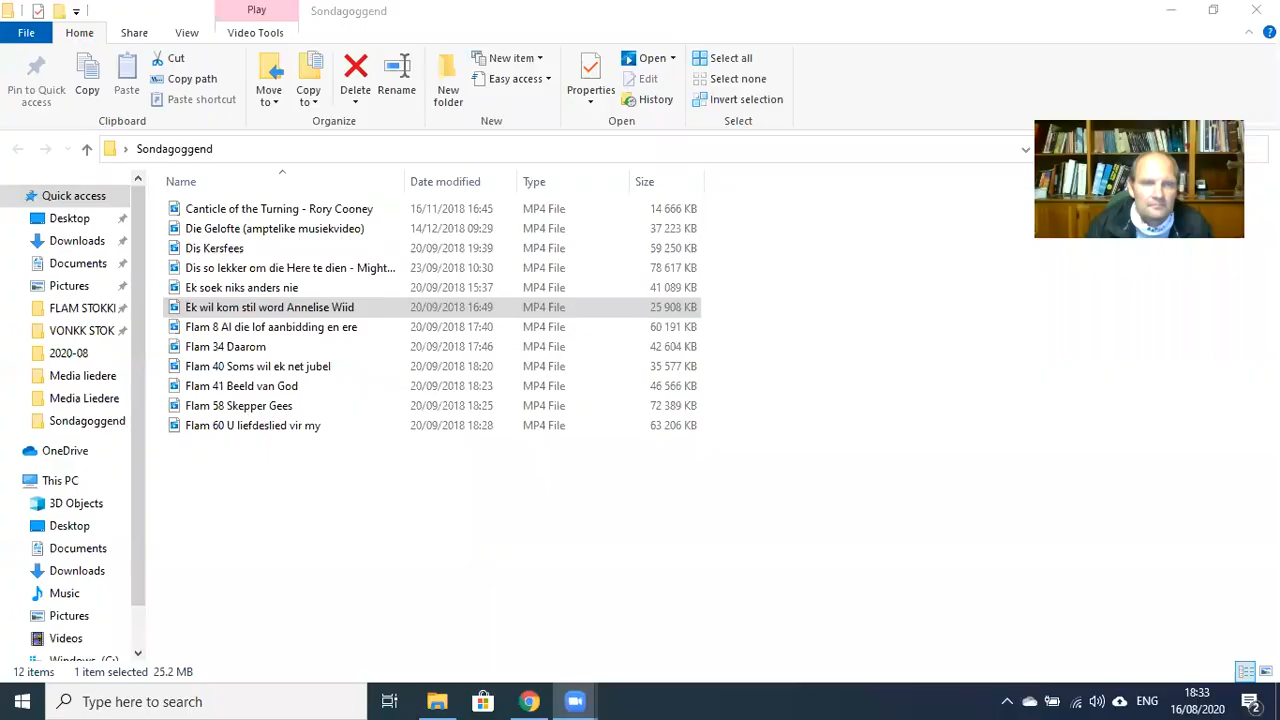 Play
Sondagoggend
File Home Share View Video Tools
Pin to Quick access
Copy
Paste
Cut
Copy path
Paste shortcut
Clipboard
Move to
Copy to
Delete
Rename
Organize
New folder
New item
Easy access
New
Properties
Open
Edit
History
Open
Select all
Select none
Invert selection
Select
Sondagoggend
Name Date modified Type Size
Canticle of the Turning - Rory Cooney 16/11/2018 16:45 MP4 File 14 666 KB
Die Gelofte (amptelike musiekvideo) 14/12/2018 09:29 MP4 File 37 223 KB
Dis Kersfees 20/09/2018 19:39 MP4 File 59 250 KB
Dis so lekker om die Here te dien - Might... 23/09/2018 10:30 MP4 File 78 617 KB
Ek soek niks anders nie 20/09/2018 15:37 MP4 File 41 089 KB
Ek wil kom stil word Annelise Wiid 20/09/2018 16:49 MP4 File 25 908 KB
Flam 8 Al die lof aanbidding en ere 20/09/2018 17:40 MP4 File 60 191 KB
Flam 34 Daarom 20/09/2018 17:46 MP4 File 42 604 KB
Flam 40 Soms wil ek net jubel 20/09/2018 18:20 MP4 File 35 577 KB
Flam 41 Beeld van God 20/09/2018 18:23 MP4 File 46 566 KB
Flam 58 Skepper Gees 20/09/2018 18:25 MP4 File 72 389 KB
Flam 60 U liefdeslied vir my 20/09/2018 18:28 MP4 File 63 206 KB
Quick access
Desktop
Downloads
Documents
Pictures
FLAM STOKKI
VONKK STOK
2020-08
Media liedere
Media Liedere
Sondagoggend
OneDrive
This PC
3D Objects
Desktop
Documents
Downloads
Music
Pictures
Videos
12 items 1 item selected 25.2 MB
Type here to search
ENG
18:33
16/08/2020
2